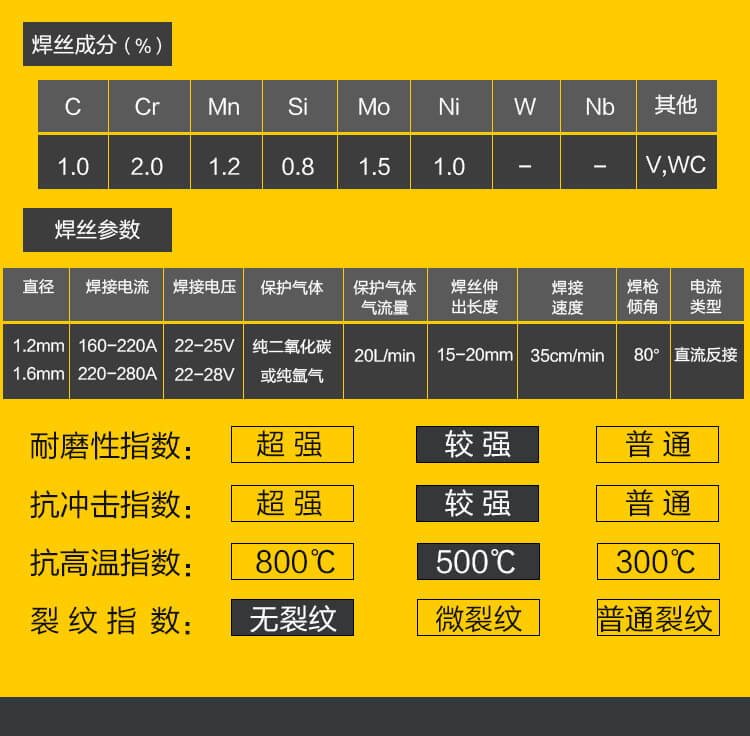 焊丝成分(%)
C Cr Mn Si Mo Ni W Nb 其他
1.0 2.0 1.2 0.8 1.5 1.0 – – V,WC
焊丝参数
直径 焊接电流 焊接电压 保护气体 保护气体 焊丝伸 焊接 焊枪 电流
气流量 出长度 速度 倾角 类型
1.2mm 160-220A 22-25V 纯二氧化碳 20L/min 15-20mm 35cm/min 80° 直流反接
1.6mm 220-280A 22-28V 或纯氩气
耐磨性指数: 超强 较强 普通
抗冲击指数: 超强 较强 普通
抗高温指数: 800℃ 500℃ 300℃
裂纹指数: 无裂纹 微裂纹 普通裂纹